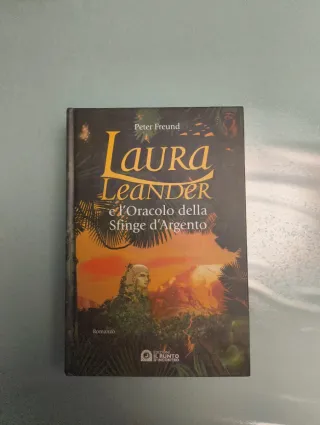 Peter Freund
LAURA
LEANDER
e l'Oracolo della
Sfinge d'Argento
Romanzo
IL PUNTO